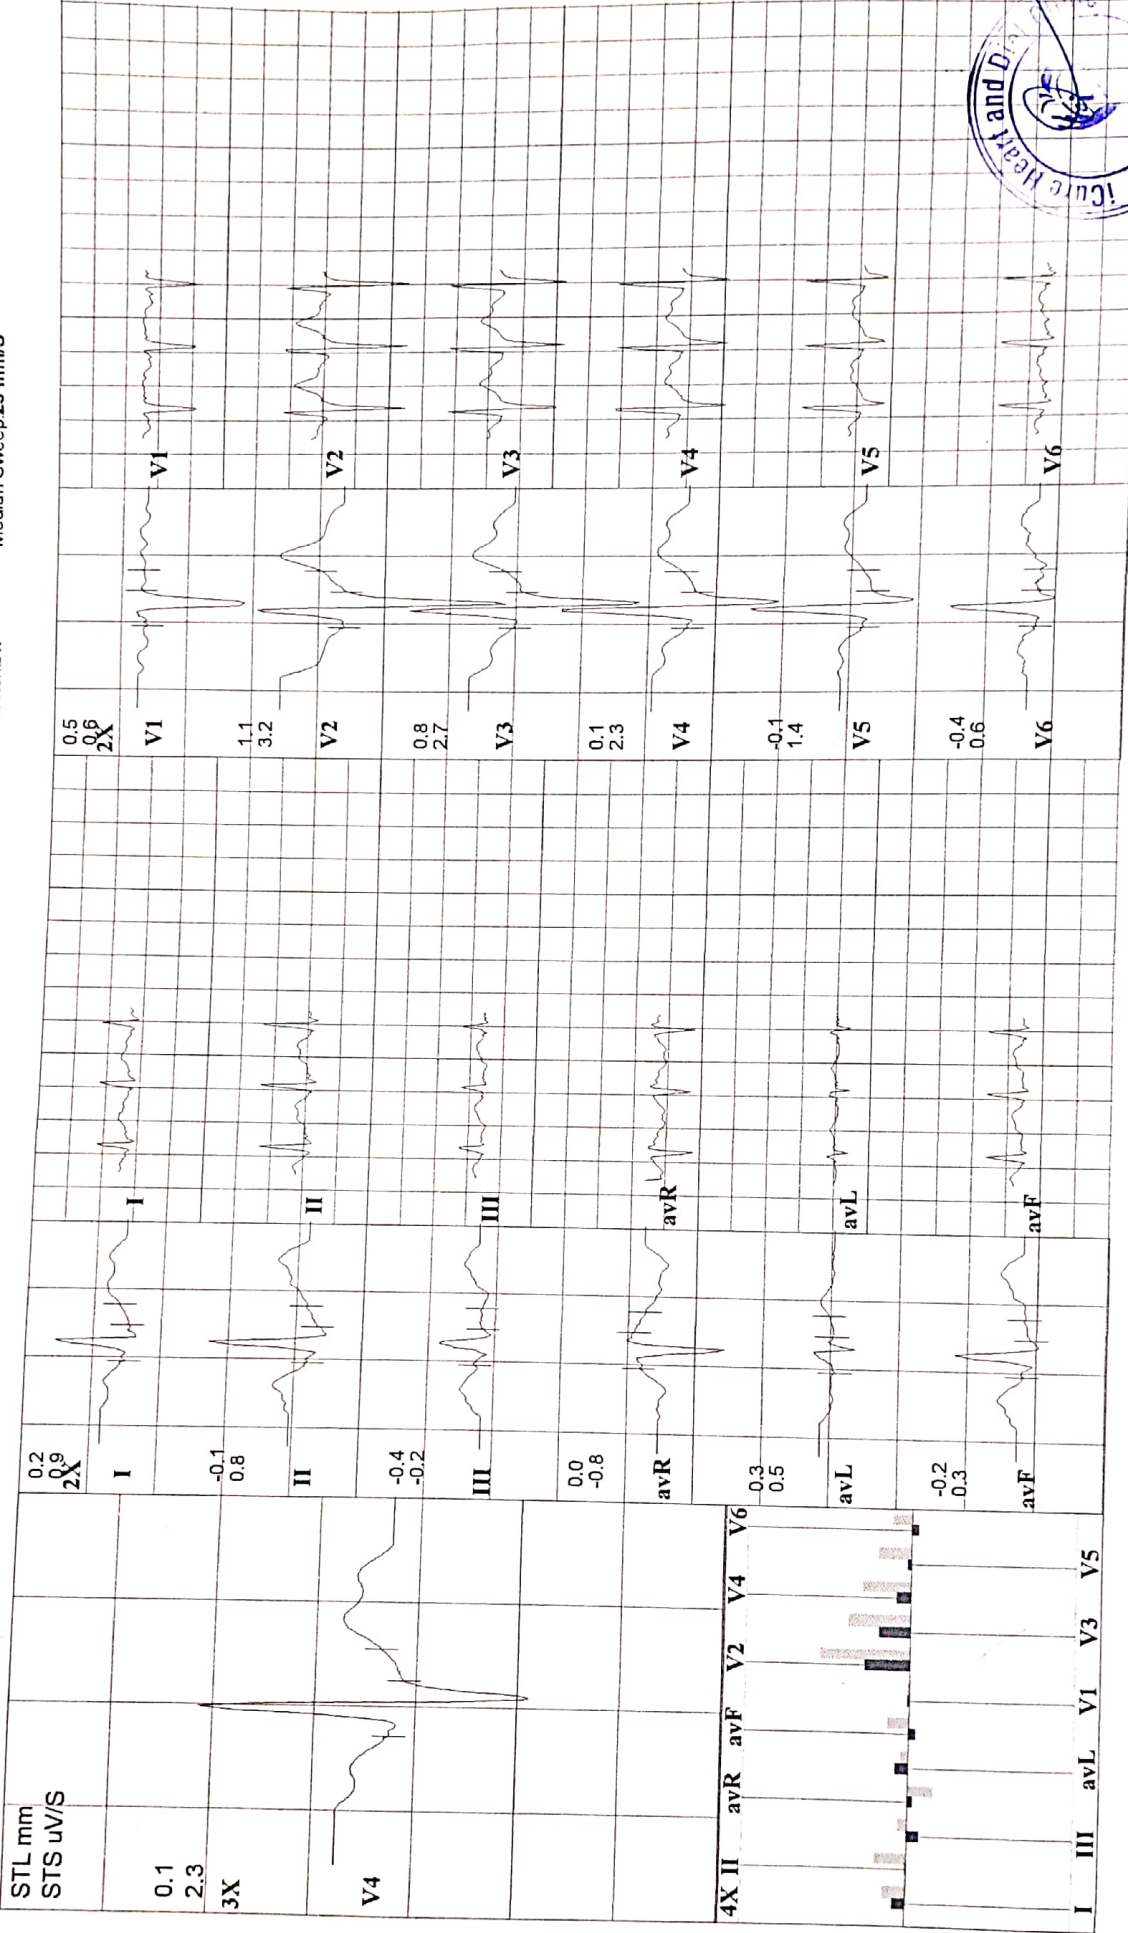 STL mm
STS uV/S
0.1
2.3
3X
V4
4X II
avR
avF
V2
V4
V6
I
III
avL
V1
V3
V5
0.2
0.9
2X
I
I
-0.1
0.8
II
II
-0.4
-0.2
III
III
0.0
-0.8
avR
avR
0.3
0.5
avL
avL
-0.2
0.3
avF
avF
0.5
0.6
2X
V1
V1
1.1
3.2
V2
V2
0.8
2.7
V3
V3
0.1
2.3
V4
V4
-0.1
1.4
V5
V5
-0.4
0.6
V6
V6
iCure Heart and